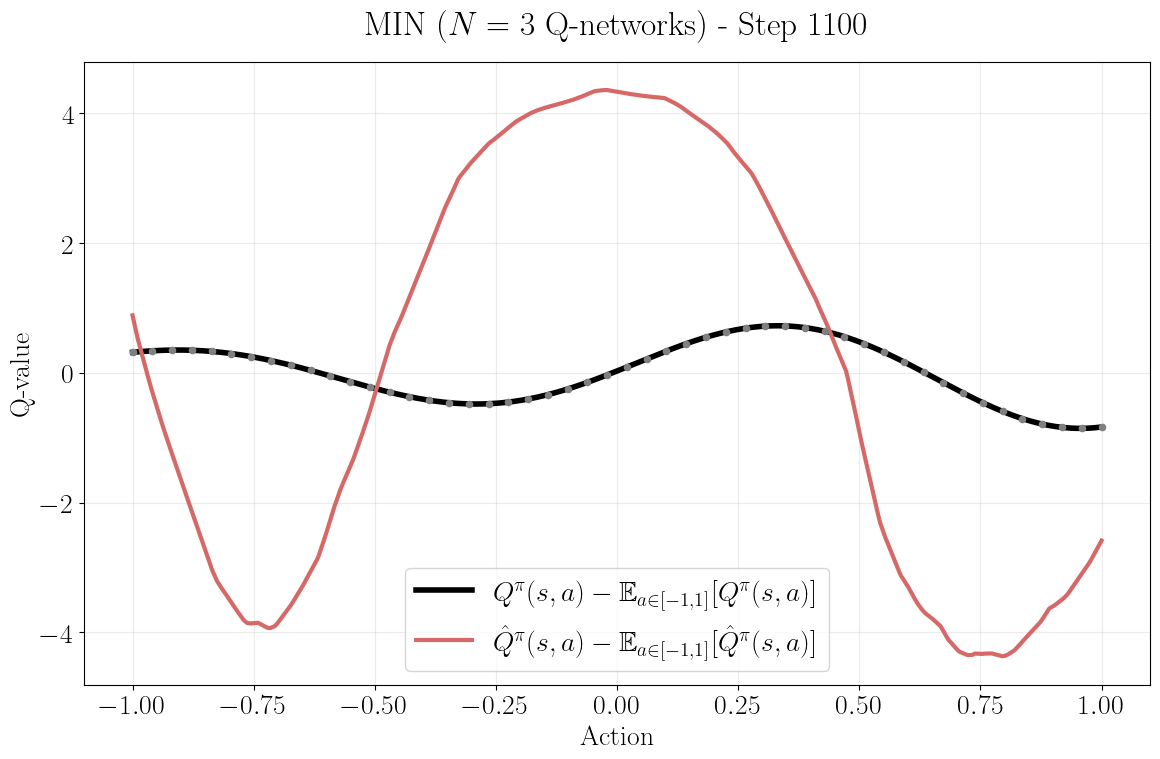 MIN (N = 3 Q-networks) - Step 1100
4
2
0
−2
−4
Q-value
Q^π(s, a) − 𝔼_{a∈[−1,1]}[Q^π(s, a)]
Q̂^π(s, a) − 𝔼_{a∈[−1,1]}[Q̂^π(s, a)]
−1.00 −0.75 −0.50 −0.25 0.00 0.25 0.50 0.75 1.00
Action